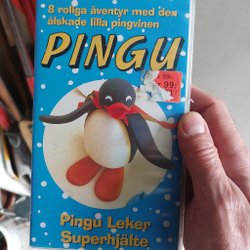 8 roliga äventyr med den
älskade lilla pingvinen
PINGU
Pingu Leker
Superhjälte